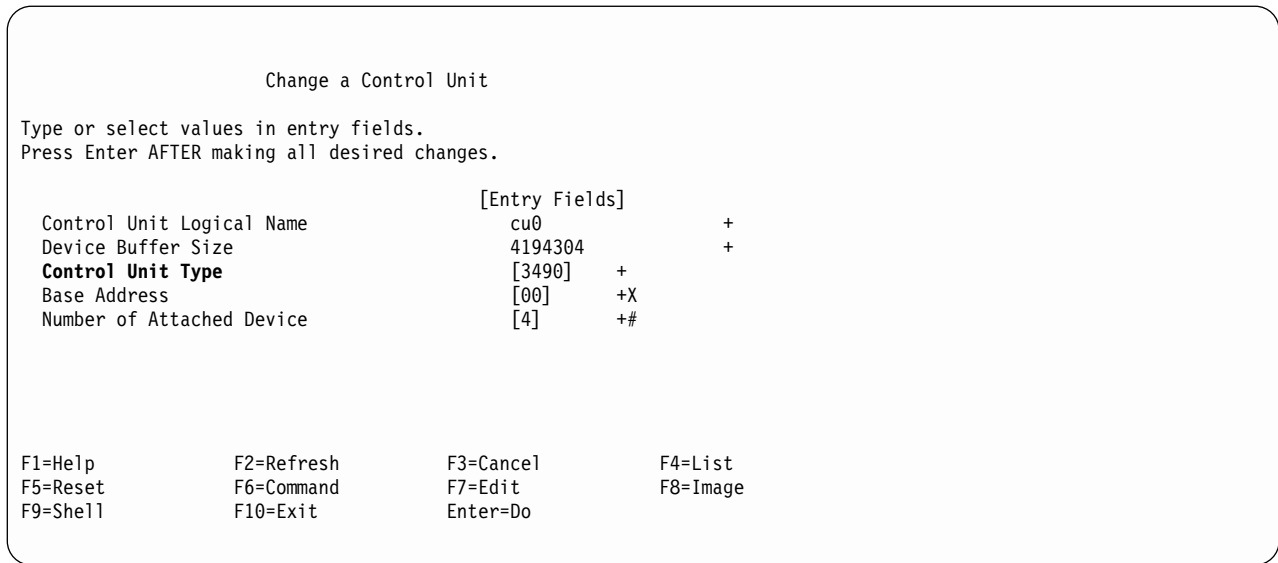 Change a Control Unit
Type or select values in entry fields.
Press Enter AFTER making all desired changes.
[Entry Fields]
Control Unit Logical Name cu0 +
Device Buffer Size 4194304 +
Control Unit Type [3490] +
Base Address [00] +X
Number of Attached Device [4] +#
F1=Help F2=Refresh F3=Cancel F4=List
F5=Reset F6=Command F7=Edit F8=Image
F9=Shell F10=Exit Enter=Do